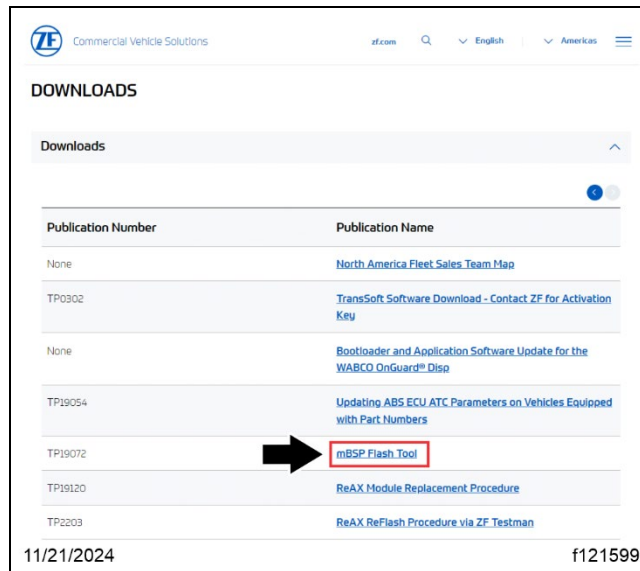 ZF Commercial Vehicle Solutions zf.com English Americas
DOWNLOADS
Downloads
Publication Number Publication Name
None North America Fleet Sales Team Map
TP0302 TransSoft Software Download - Contact ZF for Activation
Key
None Bootloader and Application Software Update for the
WABCO OnGuard® Disp
TP19054 Updating ABS ECU ATC Parameters on Vehicles Equipped
with Part Numbers
TP19072 mBSP Flash Tool
TP19120 ReAX Module Replacement Procedure
TP2203 ReAX ReFlash Procedure via ZF Testman
11/21/2024 f121599